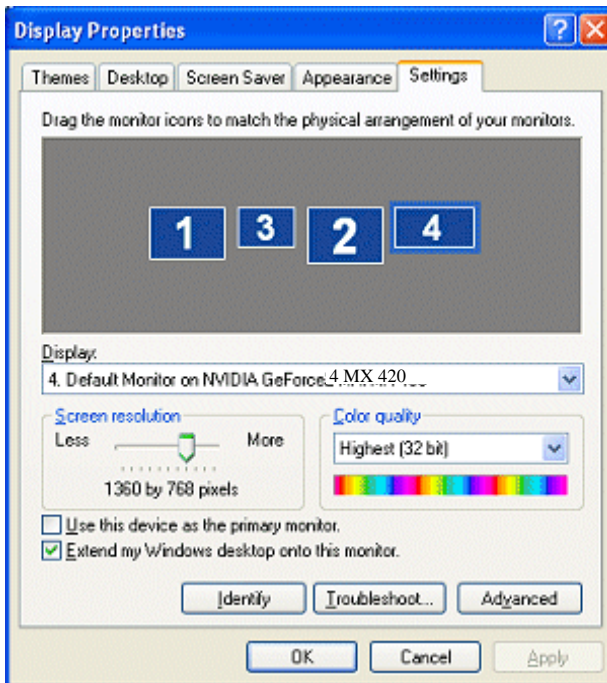 Display Properties
Themes Desktop Screen Saver Appearance Settings
Drag the monitor icons to match the physical arrangement of your monitors.
1 3 2 4
Display:
4. Default Monitor on NVIDIA GeForce 4 MX 420
Screen resolution
Less More
1360 by 768 pixels
Color quality
Highest (32 bit)
Use this device as the primary monitor.
Extend my Windows desktop onto this monitor.
Identify Troubleshoot... Advanced
OK Cancel Apply